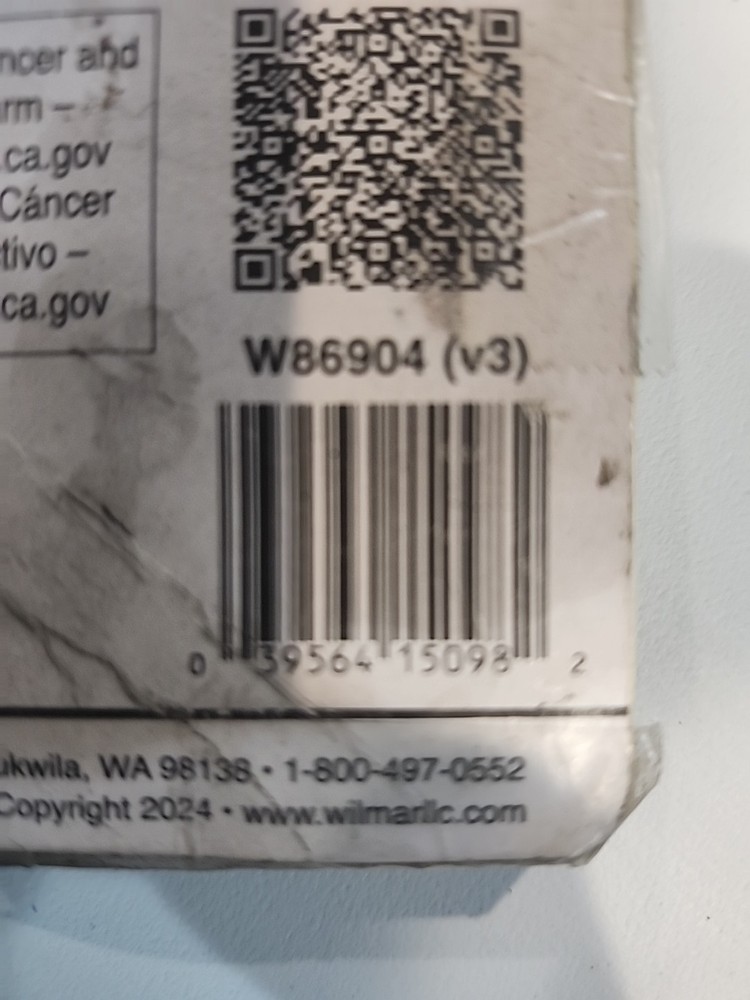 ncer and
rm –
.ca.gov
Cáncer
tivo –
ca.gov
W86904 (v3)
0 39564 15098 2
ukwila, WA 98138 • 1-800-497-0552
Copyright 2024 • www.wilmarllc.com